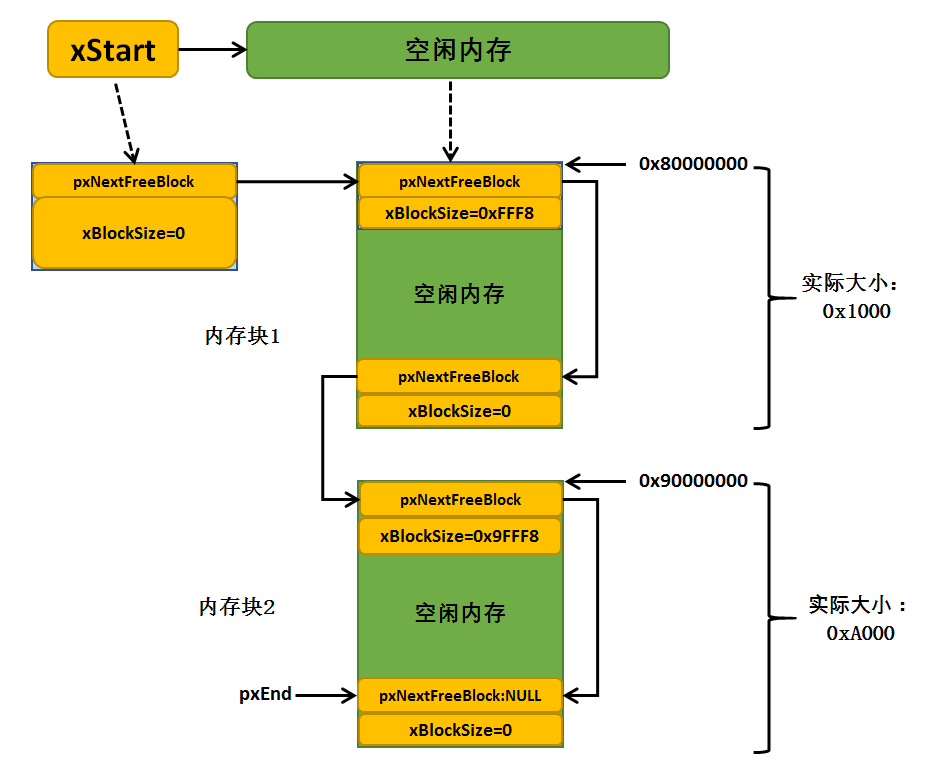 xStart
空闲内存
pxNextFreeBlock
xBlockSize=0
pxNextFreeBlock
xBlockSize=0xFFF8
空闲内存
pxNextFreeBlock
xBlockSize=0
0x80000000
实际大小：
0x1000
内存块1
pxNextFreeBlock
xBlockSize=0x9FFF8
空闲内存
pxNextFreeBlock:NULL
xBlockSize=0
0x90000000
实际大小：
0xA000
内存块2
pxEnd